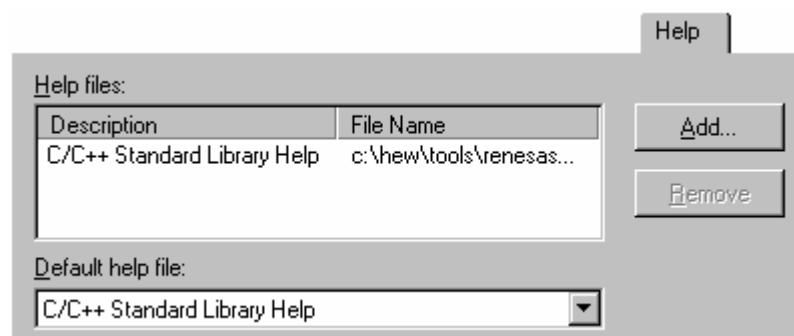 Help
Help files:
Description File Name
C/C++ Standard Library Help c:\hew\tools\renesas...
Add...
Remove
Default help file:
C/C++ Standard Library Help